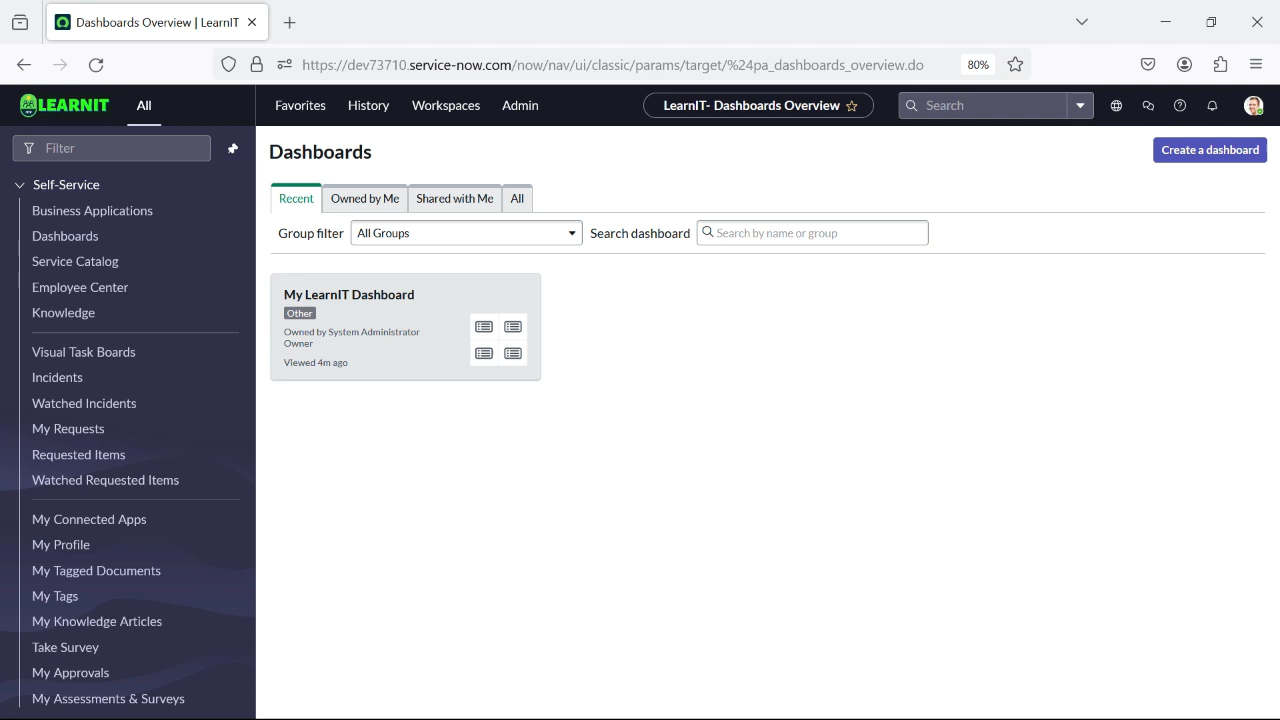 Dashboards Overview | LearnIT
https://dev73710.service-now.com/now/nav/ui/classic/params/target/%24pa_dashboards_overview.do
80%
LEARNIT
All
Favorites
History
Workspaces
Admin
LearnIT- Dashboards Overview
Search
Filter
Self-Service
Business Applications
Dashboards
Service Catalog
Employee Center
Knowledge
Visual Task Boards
Incidents
Watched Incidents
My Requests
Requested Items
Watched Requested Items
My Connected Apps
My Profile
My Tagged Documents
My Tags
My Knowledge Articles
Take Survey
My Approvals
My Assessments & Surveys
Dashboards
Create a dashboard
Recent
Owned by Me
Shared with Me
All
Group filter
All Groups
Search dashboard
Search by name or group
My LearnIT Dashboard
Other
Owned by System Administrator
Owner
Viewed 4m ago